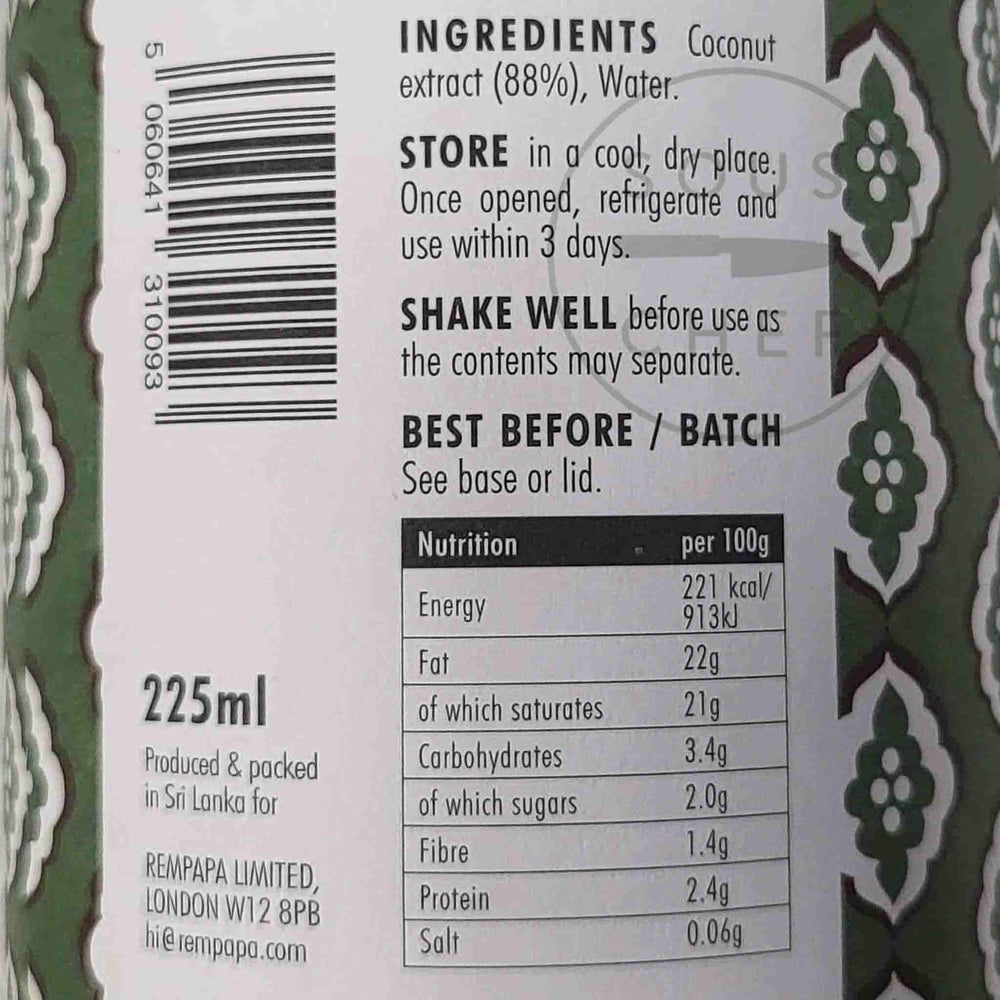 5 060641 310093
INGREDIENTS Coconut
extract (88%), Water.
STORE in a cool, dry place.
Once opened, refrigerate and
use within 3 days.
SHAKE WELL before use as
the contents may separate.
BEST BEFORE / BATCH
See base or lid.
Nutrition per 100g
Energy 221 kcal/
913kJ
Fat 22g
of which saturates 21g
Carbohydrates 3.4g
of which sugars 2.0g
Fibre 1.4g
Protein 2.4g
Salt 0.06g
225ml
Produced & packed
in Sri Lanka for
REMPAPA LIMITED,
LONDON W12 8PB
hi@rempapa.com
SOUS
CHEF